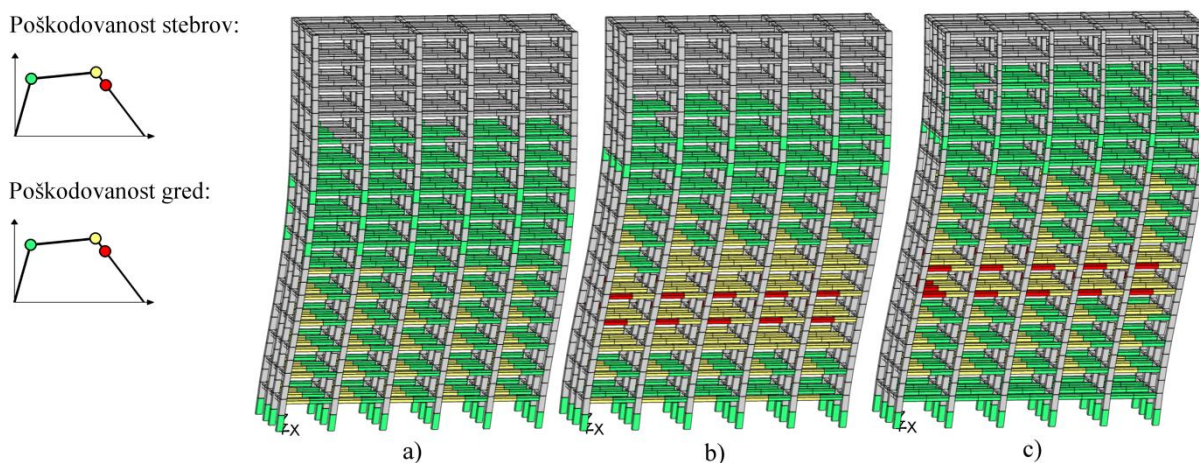 Poškodovanost stebrov:
Poškodovanost gred:
Z X
Z X
Z X
a)
b)
c)